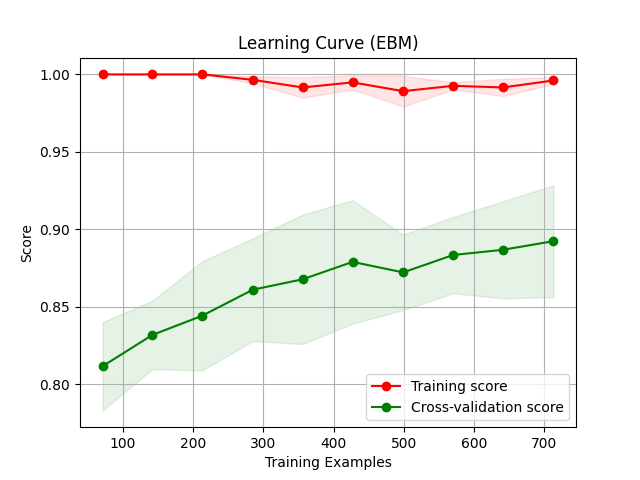 Learning Curve (EBM)
1.00
0.95
0.90
0.85
0.80
Score
100
200
300
400
500
600
700
Training Examples
Training score
Cross-validation score